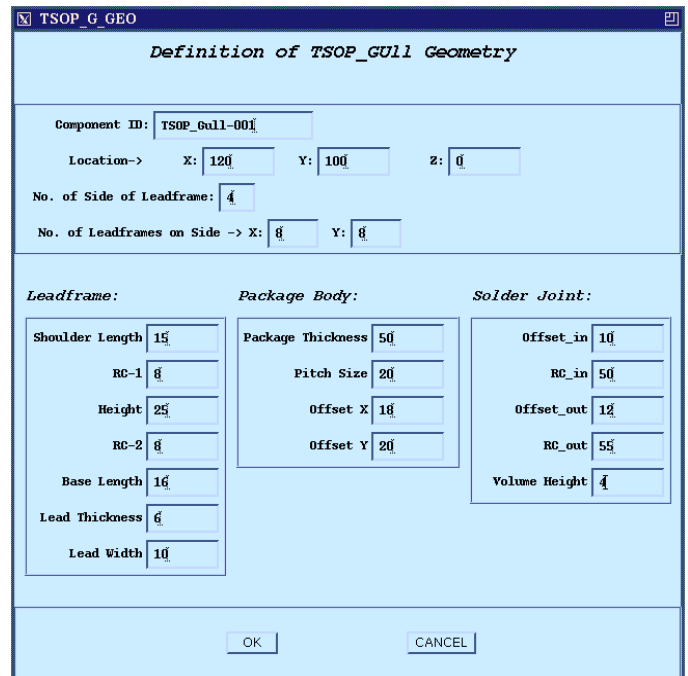 TSOP_G_GEO
Definition of TSOP_GUll Geometry
Component ID: TSOP_Gull-001
Location-> X: 120 Y: 100 Z: 0
No. of Side of Leadframe: 4
No. of Leadframes on Side -> X: 8 Y: 8
Leadframe: Package Body: Solder Joint:
Shoulder Length 15 Package Thickness 50 Offset_in 10
RC-1 8 Pitch Size 20 RC_in 50
Height 25 Offset X 18 Offset_out 12
RC-2 8 Offset Y 20 RC_out 55
Base Length 16 Volume Height 4
Lead Thickness 6
Lead Width 10
OK CANCEL